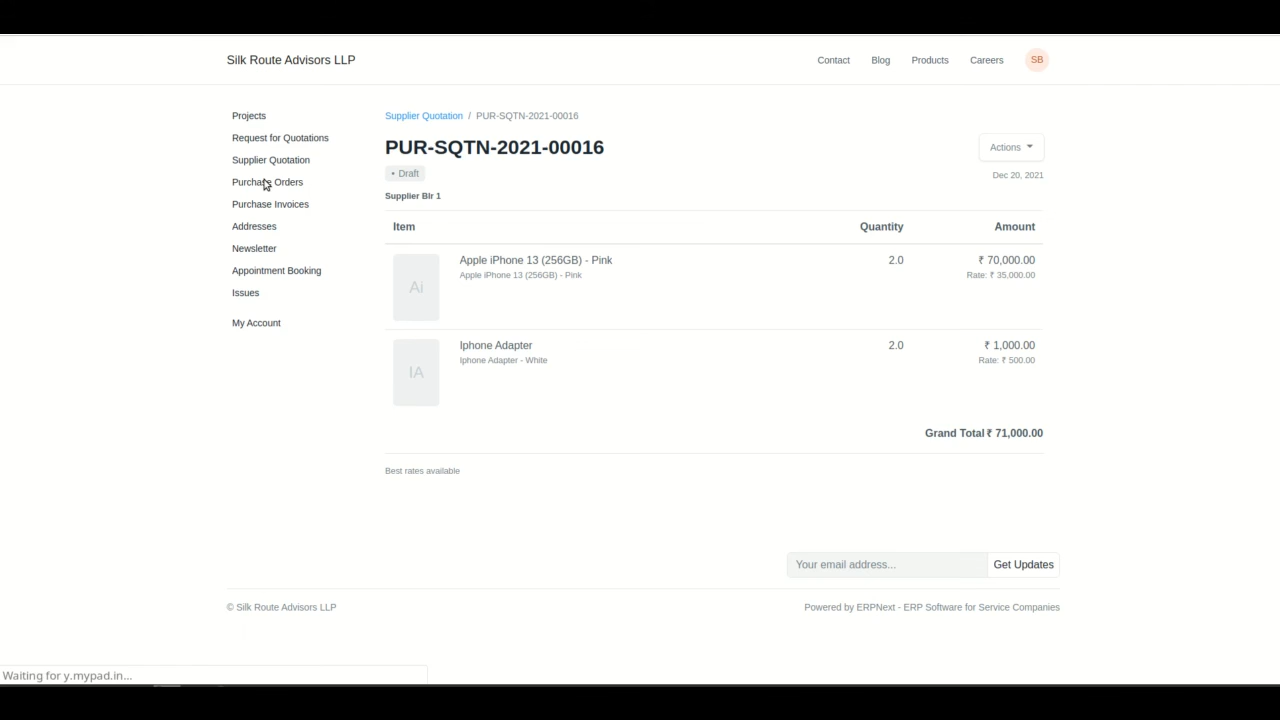 Silk Route Advisors LLP
Contact Blog Products Careers SB
Projects
Request for Quotations
Supplier Quotation
Purchase Orders
Purchase Invoices
Addresses
Newsletter
Appointment Booking
Issues
My Account
Supplier Quotation / PUR-SQTN-2021-00016
PUR-SQTN-2021-00016
Actions
• Draft
Dec 20, 2021
Supplier Blr 1
Item Quantity Amount
Ai
Apple iPhone 13 (256GB) - Pink 2.0 ₹ 70,000.00
Apple iPhone 13 (256GB) - Pink Rate: ₹ 35,000.00
IA
Iphone Adapter 2.0 ₹ 1,000.00
Iphone Adapter - White Rate: ₹ 500.00
Grand Total ₹ 71,000.00
Best rates available
Your email address... Get Updates
© Silk Route Advisors LLP Powered by ERPNext - ERP Software for Service Companies
Waiting for y.mypad.in...